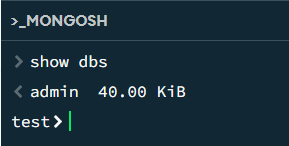 >_MONGOSH
> show dbs
< admin  40.00 KiB
test>